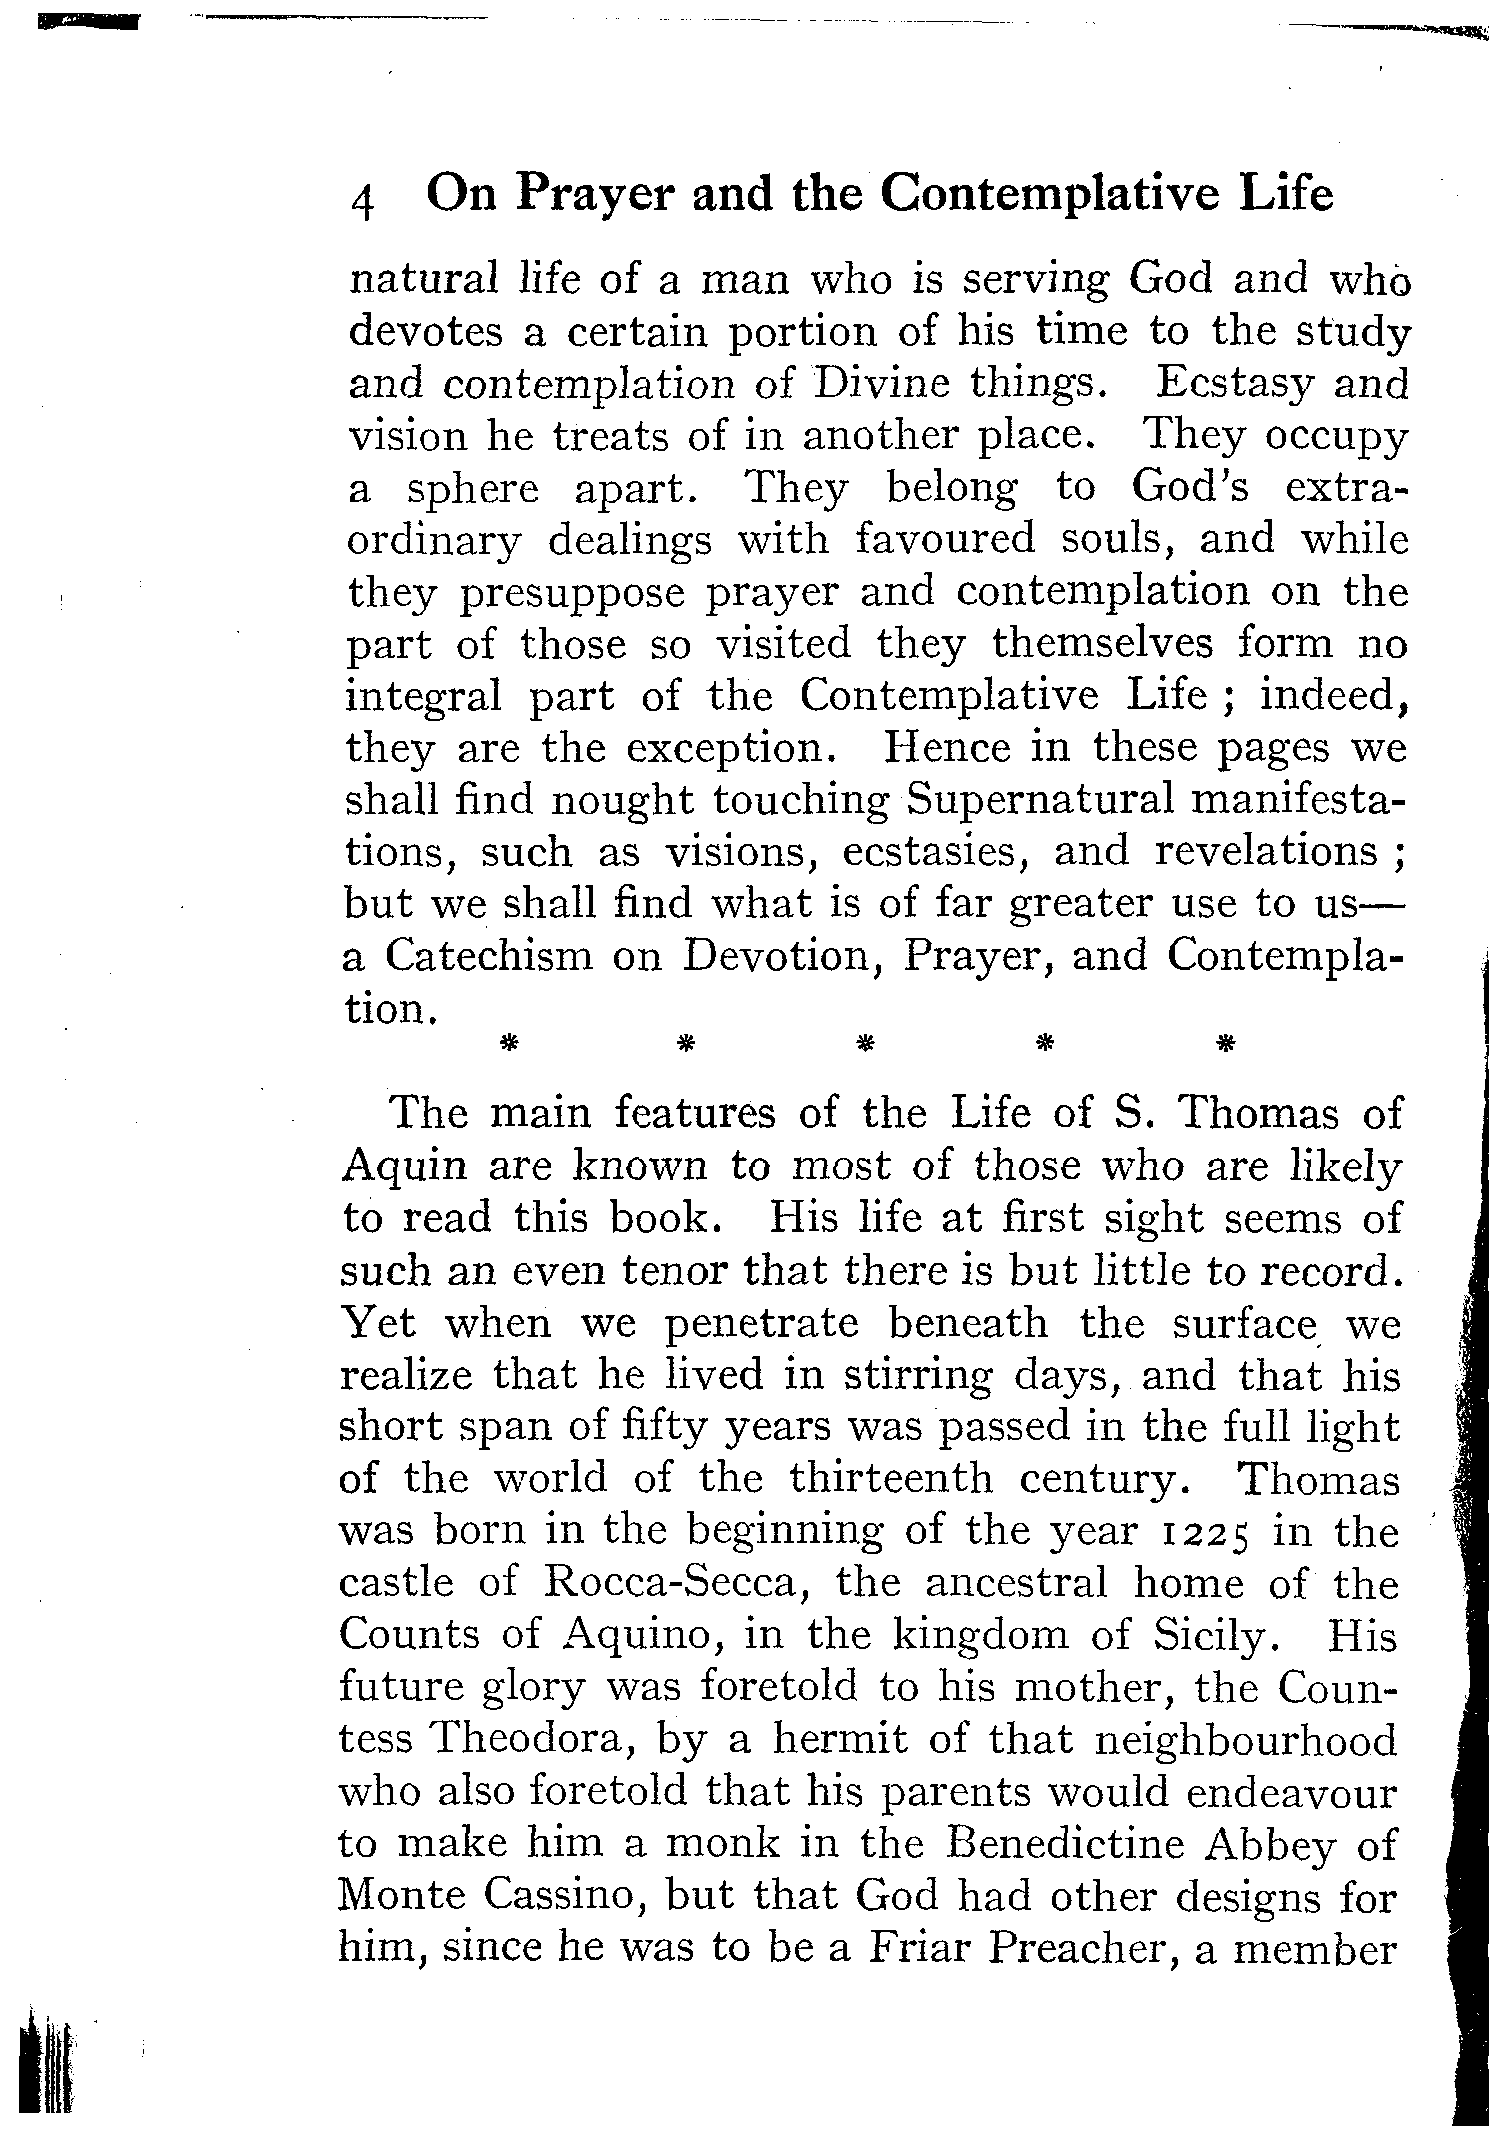 4 On Prayer and the Contemplative Life
natural life of a man who is serving God and who
devotes a certain portion of his time to the study
and contemplation of Divine things. Ecstasy and
vision he treats of in another place. They occupy
a sphere apart. They belong to God's extra-
ordinary dealings with favoured souls, and while
they presuppose prayer and contemplation on the
part of those so visited they themselves form no
integral part of the Contemplative Life ; indeed,
they are the exception. Hence in these pages we
shall find nought touching Supernatural manifesta-
tions, such as visions, ecstasies, and revelations ;
but we shall find what is of far greater use to us—
a Catechism on Devotion, Prayer, and Contempla-
tion.
* * * * *
The main features of the Life of S. Thomas of
Aquin are known to most of those who are likely
to read this book. His life at first sight seems of
such an even tenor that there is but little to record.
Yet when we penetrate beneath the surface we
realize that he lived in stirring days, and that his
short span of fifty years was passed in the full light
of the world of the thirteenth century. Thomas
was born in the beginning of the year 1225 in the
castle of Rocca-Secca, the ancestral home of the
Counts of Aquino, in the kingdom of Sicily. His
future glory was foretold to his mother, the Coun-
tess Theodora, by a hermit of that neighbourhood
who also foretold that his parents would endeavour
to make him a monk in the Benedictine Abbey of
Monte Cassino, but that God had other designs for
him, since he was to be a Friar Preacher, a member